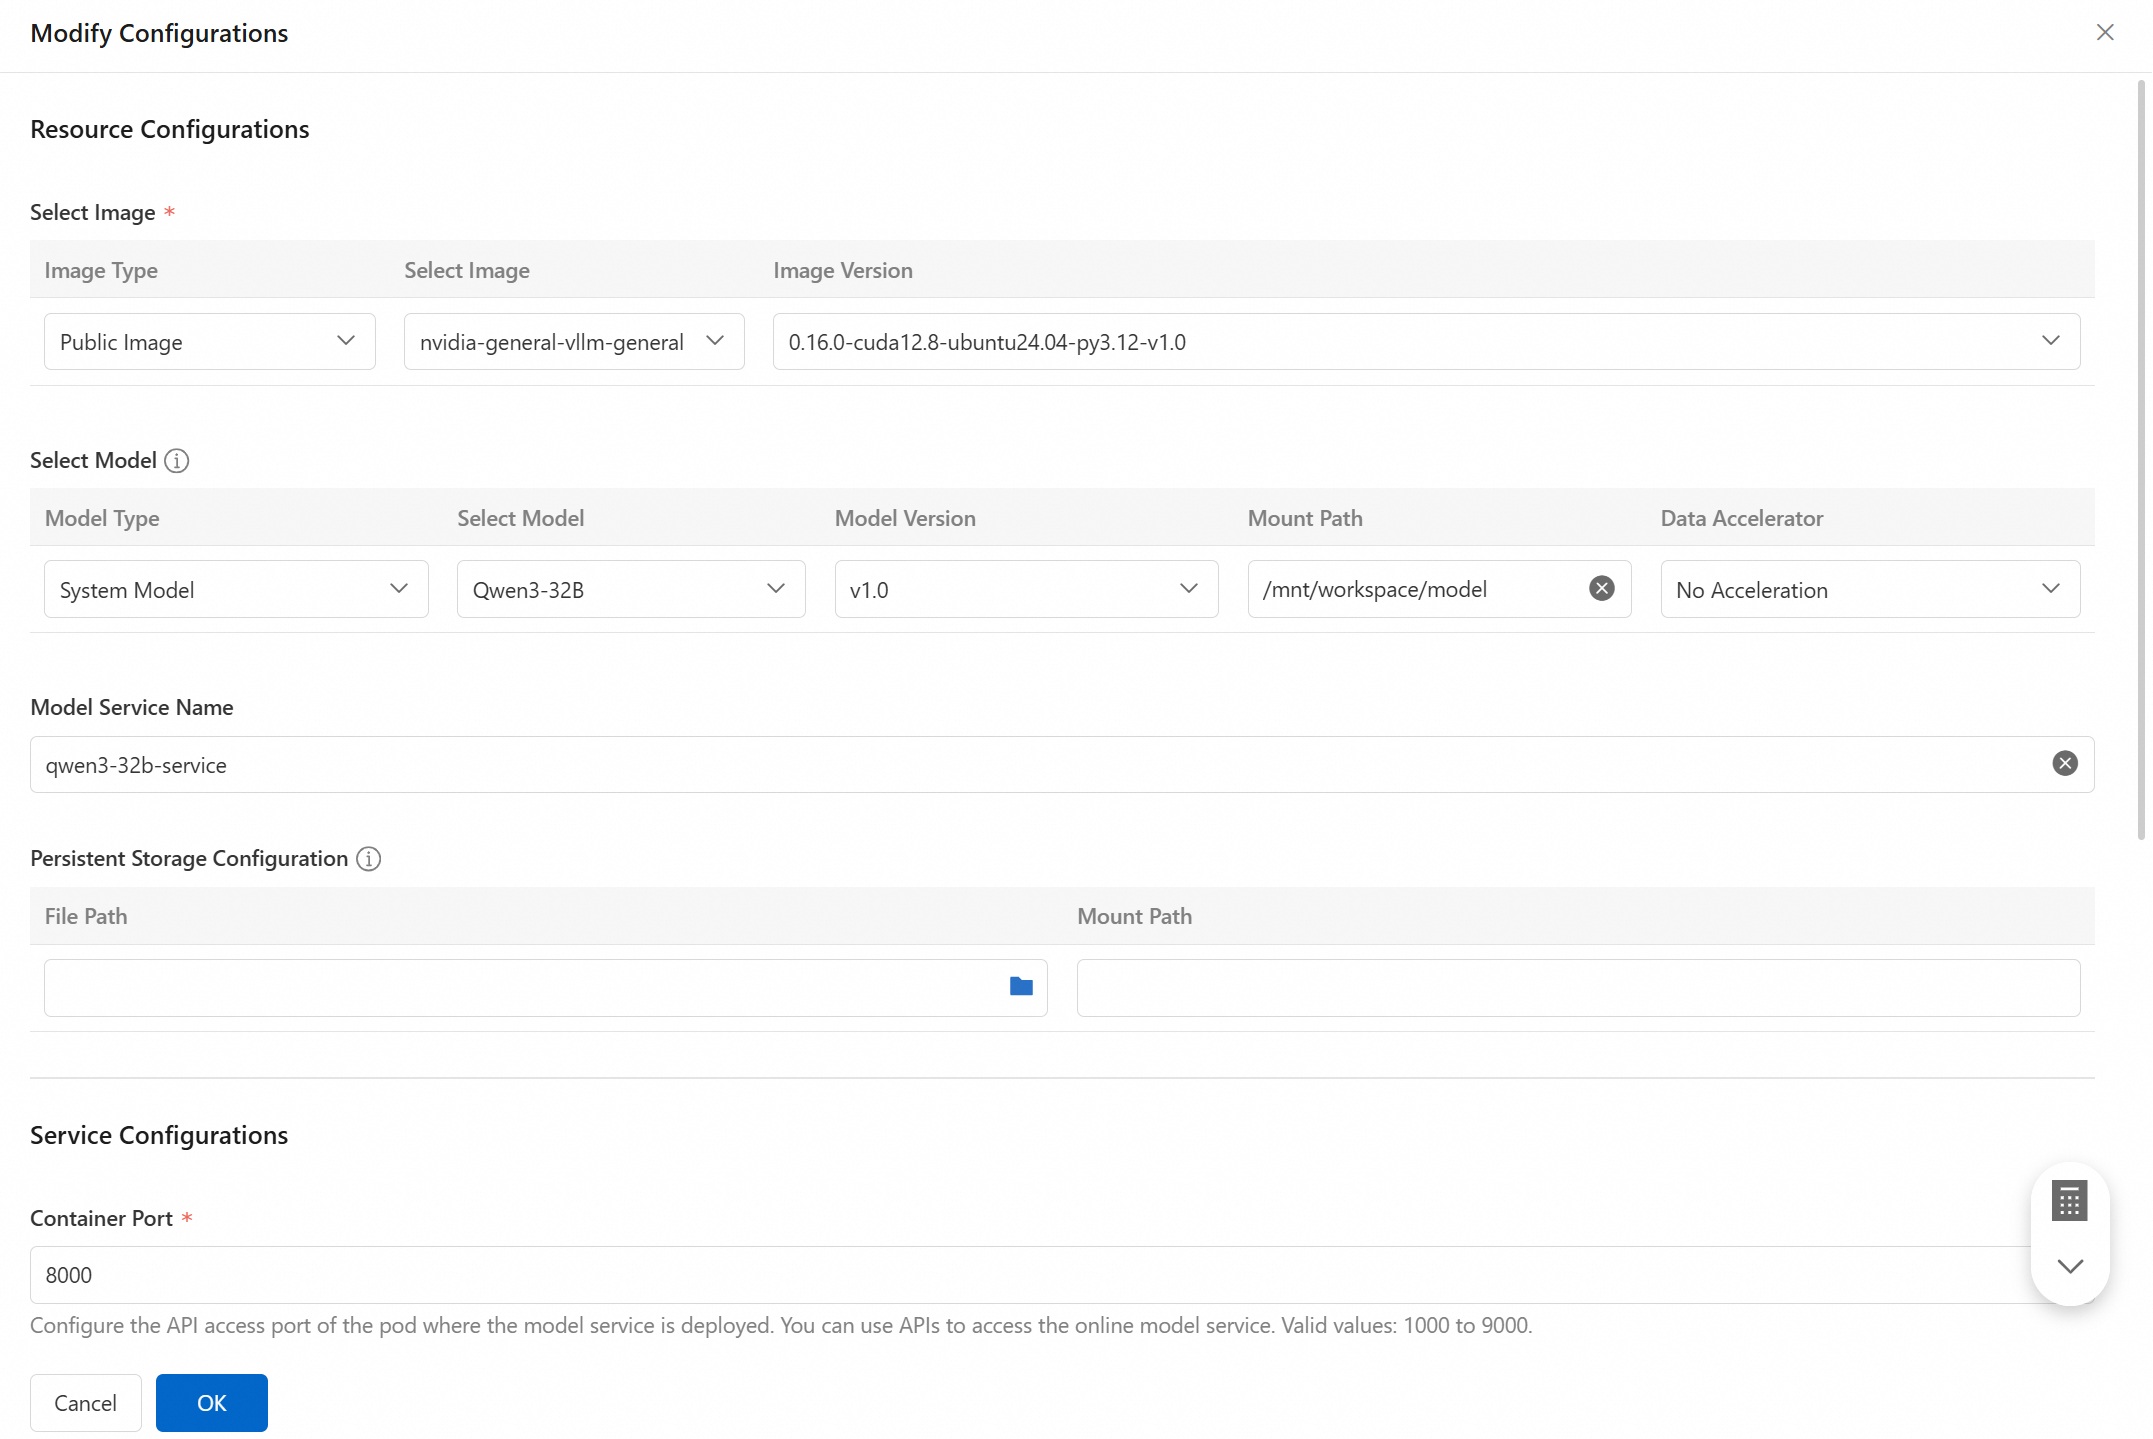 Modify Configurations
Resource Configurations
Select Image *
Image Type Select Image Image Version
Public Image nvidia-general-vllm-general 0.16.0-cuda12.8-ubuntu24.04-py3.12-v1.0
Select Model
Model Type Select Model Model Version Mount Path Data Accelerator
System Model Qwen3-32B v1.0 /mnt/workspace/model No Acceleration
Model Service Name
qwen3-32b-service
Persistent Storage Configuration
File Path Mount Path
Service Configurations
Container Port *
8000
Configure the API access port of the pod where the model service is deployed. You can use APIs to access the online model service. Valid values: 1000 to 9000.
Cancel OK